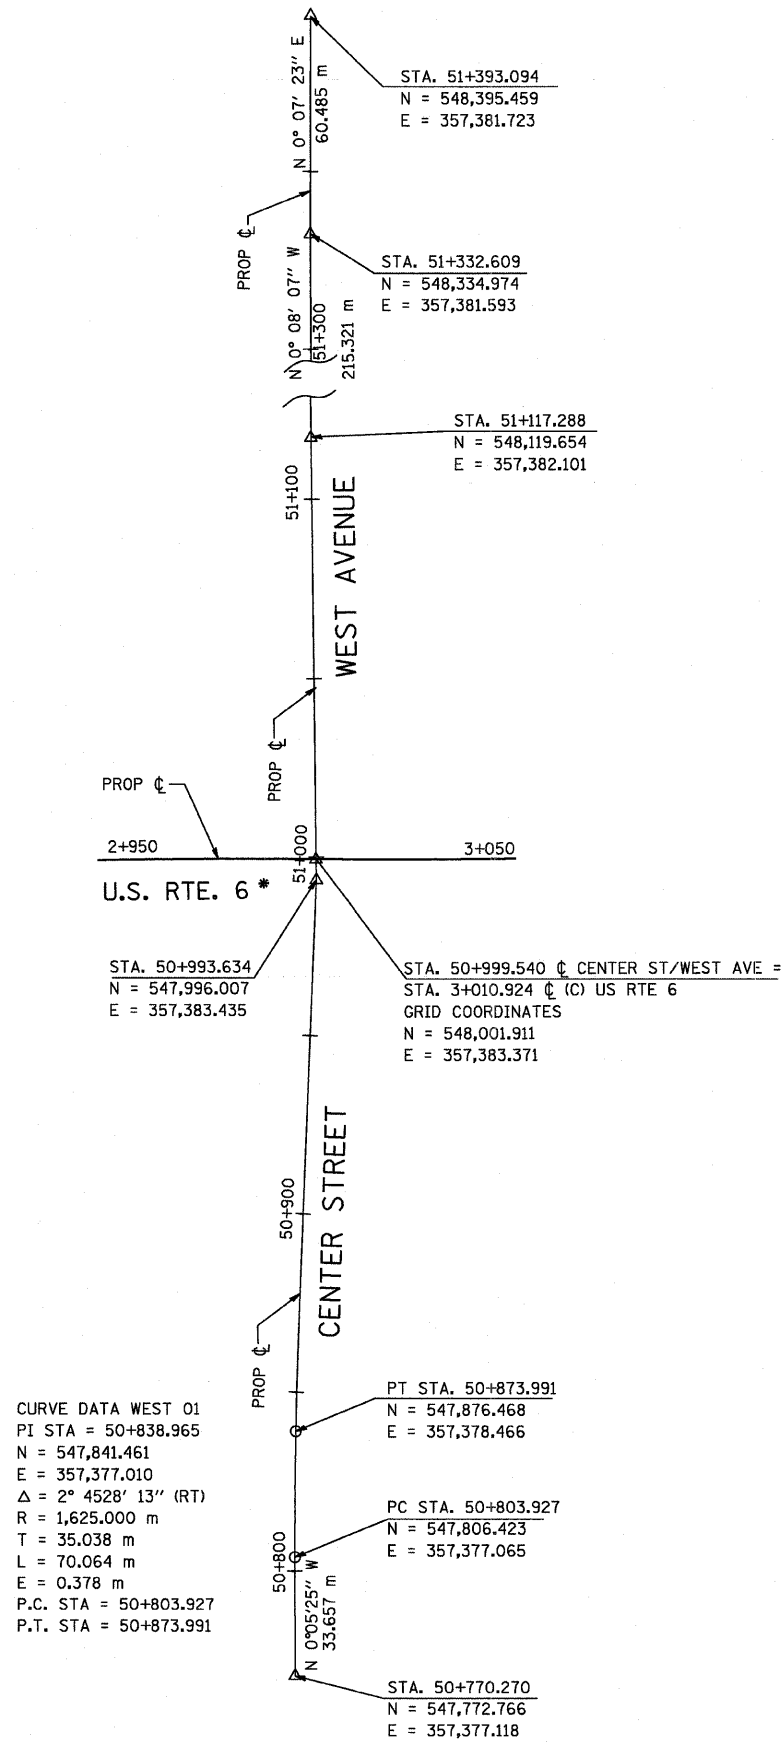 N 0° 07' 23" E
60.485 m
STA. 51+393.094
N = 548,395.459
E = 357,381.723
PROP ℄
STA. 51+332.609
N = 548,334.974
E = 357,381.593
N 0° 08' 07" W
51+300
215.321 m
STA. 51+117.288
N = 548,119.654
E = 357,382.101
51+100
WEST AVENUE
PROP ℄
PROP ℄
2+950
51+000
3+050
U.S. RTE. 6 *
STA. 50+993.634
N = 547,996.007
E = 357,383.435
STA. 50+999.540 ℄ CENTER ST/WEST AVE =
STA. 3+010.924 ℄ (C) US RTE 6
GRID COORDINATES
N = 548,001.911
E = 357,383.371
CENTER STREET
50+900
PROP ℄
CURVE DATA WEST 01
PI STA = 50+838.965
N = 547,841.461
E = 357,377.010
△ = 2° 4528' 13" (RT)
R = 1,625.000 m
T = 35.038 m
L = 70.064 m
E = 0.378 m
P.C. STA = 50+803.927
P.T. STA = 50+873.991
PT STA. 50+873.991
N = 547,876.468
E = 357,378.466
PC STA. 50+803.927
N = 547,806.423
E = 357,377.065
50+800
N 0°05'25" W
33.657 m
STA. 50+770.270
N = 547,772.766
E = 357,377.118